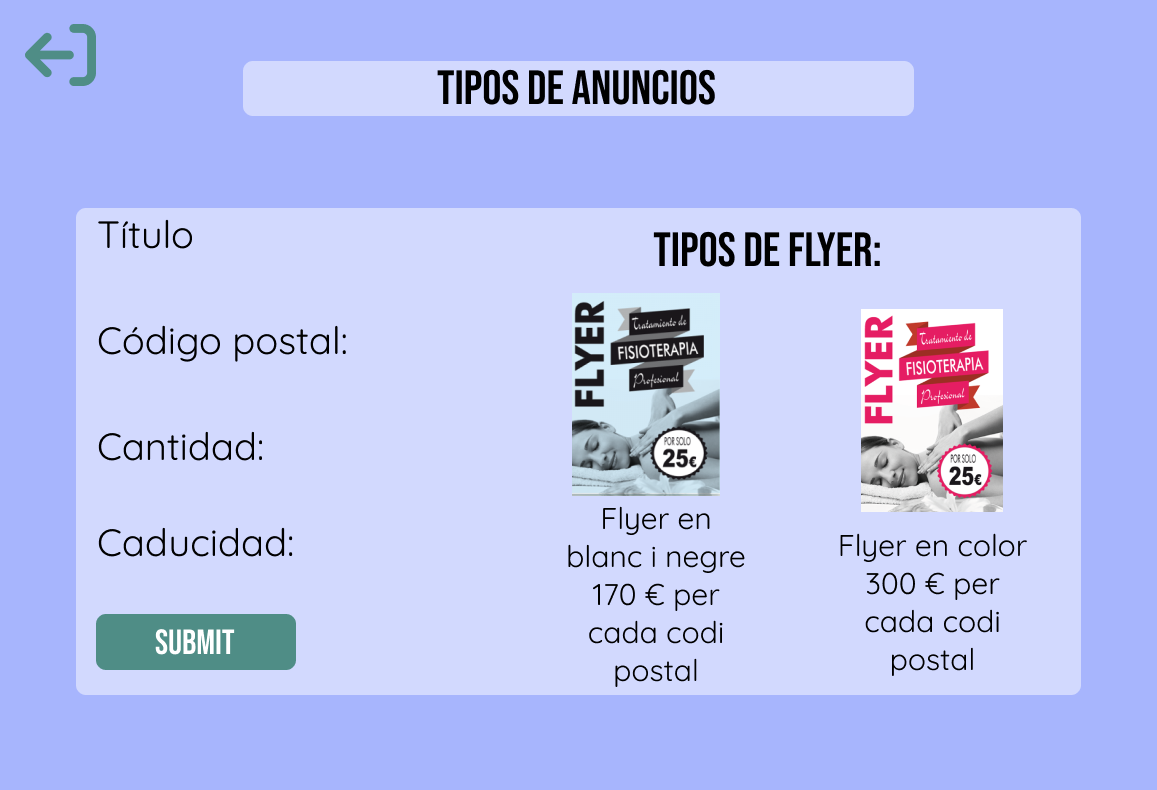 TIPOS DE ANUNCIOS
Título
Código postal:
Cantidad:
Caducidad:
SUBMIT
TIPOS DE FLYER:
FLYER
Tratamiento de
FISIOTERAPIA
Profesional
POR SOLO
25€
Flyer en
blanc i negre
170 € per
cada codi
postal
FLYER
Tratamiento de
FISIOTERAPIA
Profesional
POR SOLO
25€
Flyer en color
300 € per
cada codi
postal